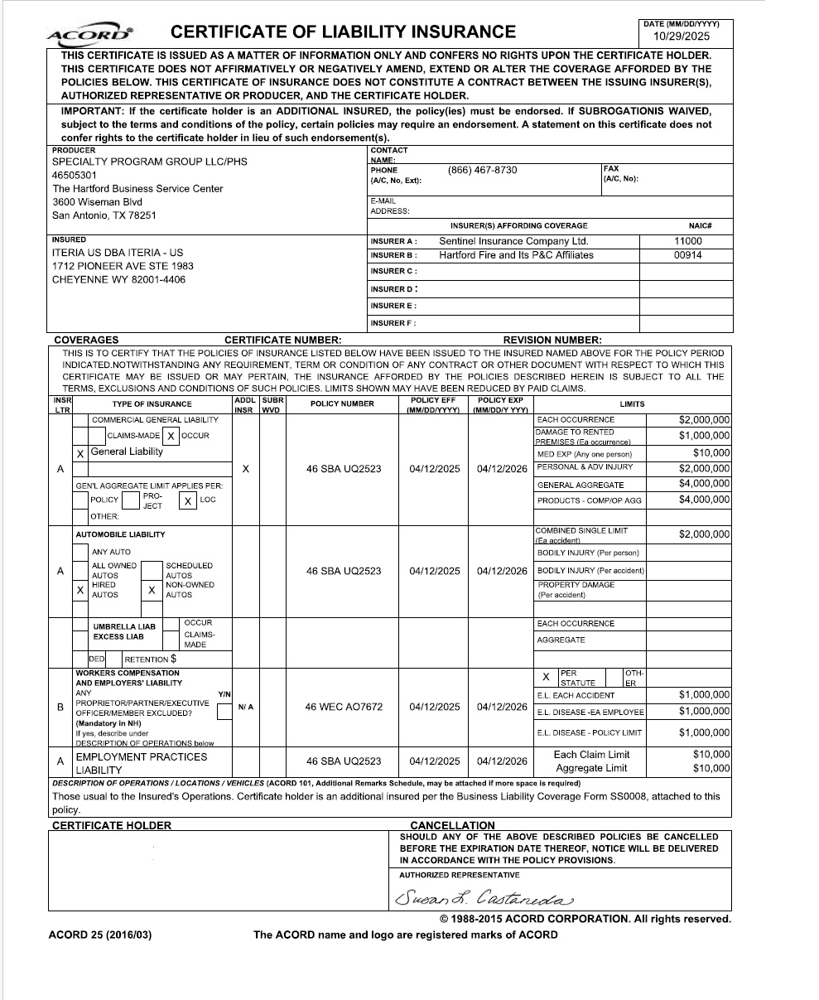 ACORD®
CERTIFICATE OF LIABILITY INSURANCE
DATE (MM/DD/YYYY)
10/29/2025
THIS CERTIFICATE IS ISSUED AS A MATTER OF INFORMATION ONLY AND CONFERS NO RIGHTS UPON THE CERTIFICATE HOLDER.
THIS CERTIFICATE DOES NOT AFFIRMATIVELY OR NEGATIVELY AMEND, EXTEND OR ALTER THE COVERAGE AFFORDED BY THE
POLICIES BELOW. THIS CERTIFICATE OF INSURANCE DOES NOT CONSTITUTE A CONTRACT BETWEEN THE ISSUING INSURER(S),
AUTHORIZED REPRESENTATIVE OR PRODUCER, AND THE CERTIFICATE HOLDER.
IMPORTANT: If the certificate holder is an ADDITIONAL INSURED, the policy(ies) must be endorsed. If SUBROGATIONIS WAIVED,
subject to the terms and conditions of the policy, certain policies may require an endorsement. A statement on this certificate does not
confer rights to the certificate holder in lieu of such endorsement(s).
PRODUCER
SPECIALTY PROGRAM GROUP LLC/PHS
46505301
The Hartford Business Service Center
3600 Wiseman Blvd
San Antonio, TX 78251
CONTACT
NAME:
PHONE
(A/C, No, Ext):
(866) 467-8730
FAX
(A/C, No):
E-MAIL
ADDRESS:
INSURER(S) AFFORDING COVERAGE NAIC#
INSURED
ITERIA US DBA ITERIA - US
1712 PIONEER AVE STE 1983
CHEYENNE WY 82001-4406
INSURER A : Sentinel Insurance Company Ltd. 11000
INSURER B : Hartford Fire and Its P&C Affiliates 00914
INSURER C :
INSURER D :
INSURER E :
INSURER F :
COVERAGES CERTIFICATE NUMBER: REVISION NUMBER:
THIS IS TO CERTIFY THAT THE POLICIES OF INSURANCE LISTED BELOW HAVE BEEN ISSUED TO THE INSURED NAMED ABOVE FOR THE POLICY PERIOD
INDICATED.NOTWITHSTANDING ANY REQUIREMENT, TERM OR CONDITION OF ANY CONTRACT OR OTHER DOCUMENT WITH RESPECT TO WHICH THIS
CERTIFICATE MAY BE ISSUED OR MAY PERTAIN, THE INSURANCE AFFORDED BY THE POLICIES DESCRIBED HEREIN IS SUBJECT TO ALL THE
TERMS, EXCLUSIONS AND CONDITIONS OF SUCH POLICIES. LIMITS SHOWN MAY HAVE BEEN REDUCED BY PAID CLAIMS.
INSR
LTR
TYPE OF INSURANCE
ADDL
INSR
SUBR
WVD
POLICY NUMBER
POLICY EFF
(MM/DD/YYYY)
POLICY EXP
(MM/DD/Y YYY)
LIMITS
A
COMMERCIAL GENERAL LIABILITY
CLAIMS-MADE X OCCUR
X General Liability
GEN'L AGGREGATE LIMIT APPLIES PER:
POLICY PRO-
JECT X LOC
OTHER:
X
46 SBA UQ2523
04/12/2025
04/12/2026
EACH OCCURRENCE $2,000,000
DAMAGE TO RENTED
PREMISES (Ea occurrence) $1,000,000
MED EXP (Any one person) $10,000
PERSONAL & ADV INJURY $2,000,000
GENERAL AGGREGATE $4,000,000
PRODUCTS - COMP/OP AGG $4,000,000
A
AUTOMOBILE LIABILITY
ANY AUTO
ALL OWNED
AUTOS
SCHEDULED
AUTOS
X HIRED
AUTOS
X NON-OWNED
AUTOS
46 SBA UQ2523
04/12/2025
04/12/2026
COMBINED SINGLE LIMIT
(Ea accident) $2,000,000
BODILY INJURY (Per person)
BODILY INJURY (Per accident)
PROPERTY DAMAGE
(Per accident)
UMBRELLA LIAB
EXCESS LIAB
OCCUR
CLAIMS-
MADE
DED RETENTION $
EACH OCCURRENCE
AGGREGATE
B
WORKERS COMPENSATION
AND EMPLOYERS' LIABILITY
ANY
PROPRIETOR/PARTNER/EXECUTIVE
OFFICER/MEMBER EXCLUDED?
(Mandatory in NH)
If yes, describe under
DESCRIPTION OF OPERATIONS below
Y/N
N/ A
46 WEC AO7672
04/12/2025
04/12/2026
X PER
STATUTE
OTH-
ER
E.L. EACH ACCIDENT $1,000,000
E.L. DISEASE -EA EMPLOYEE $1,000,000
E.L. DISEASE - POLICY LIMIT $1,000,000
A
EMPLOYMENT PRACTICES
LIABILITY
46 SBA UQ2523
04/12/2025
04/12/2026
Each Claim Limit $10,000
Aggregate Limit $10,000
DESCRIPTION OF OPERATIONS / LOCATIONS / VEHICLES (ACORD 101, Additional Remarks Schedule, may be attached if more space is required)
Those usual to the Insured's Operations. Certificate holder is an additional insured per the Business Liability Coverage Form SS0008, attached to this
policy.
CERTIFICATE HOLDER
CANCELLATION
SHOULD ANY OF THE ABOVE DESCRIBED POLICIES BE CANCELLED
BEFORE THE EXPIRATION DATE THEREOF, NOTICE WILL BE DELIVERED
IN ACCORDANCE WITH THE POLICY PROVISIONS.
AUTHORIZED REPRESENTATIVE
Susan L. Castaneda
© 1988-2015 ACORD CORPORATION. All rights reserved.
ACORD 25 (2016/03)
The ACORD name and logo are registered marks of ACORD